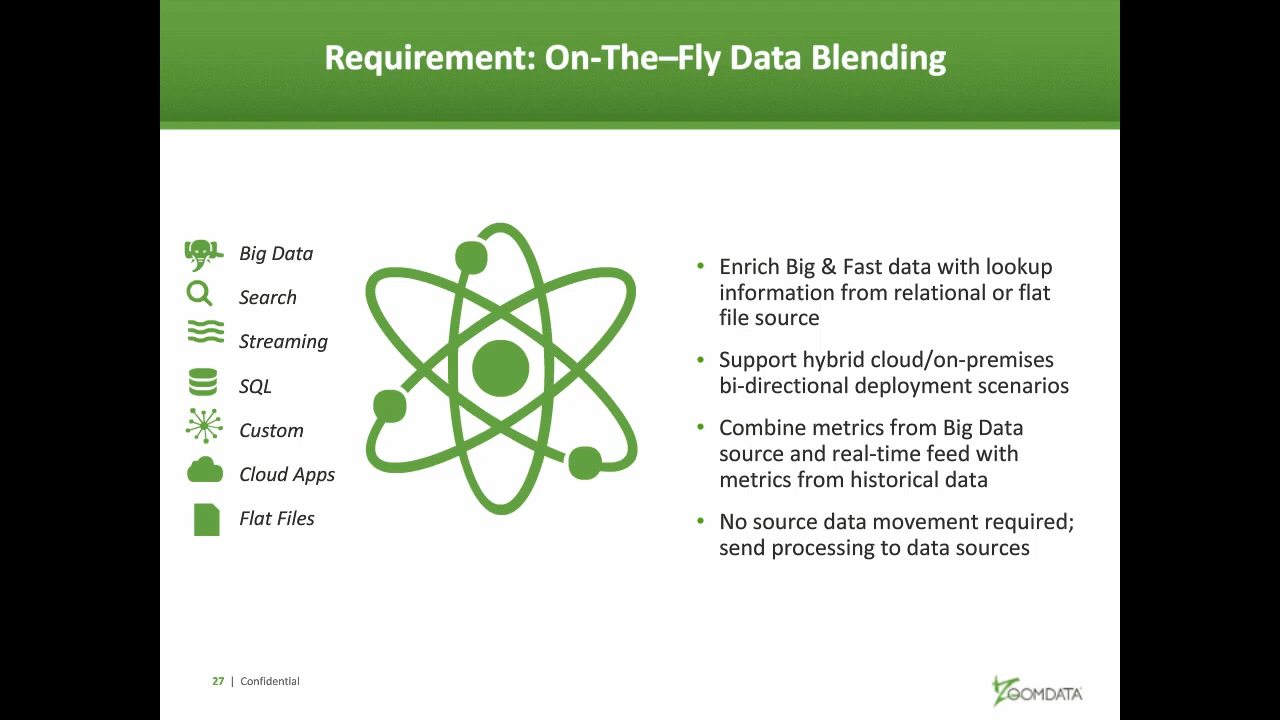 Requirement: On-The–Fly Data Blending
Big Data
Search
Streaming
SQL
Custom
Cloud Apps
Flat Files
• Enrich Big & Fast data with lookup
information from relational or flat
file source
• Support hybrid cloud/on-premises
bi-directional deployment scenarios
• Combine metrics from Big Data
source and real-time feed with
metrics from historical data
• No source data movement required;
send processing to data sources
27 | Confidential
ZOOMDATA